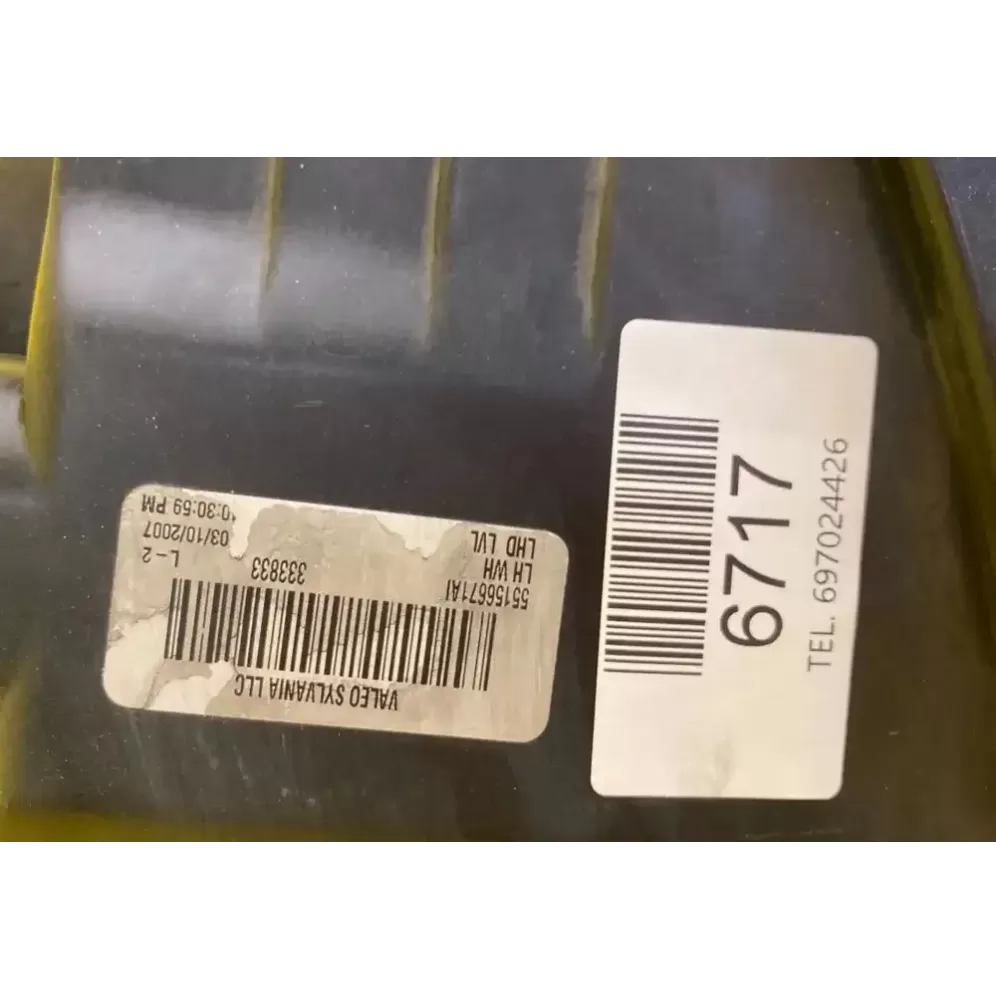 VALEO SYLVANIA LLC
55156671AI
333833
L-2
LH WH
03/10/2007
LHD LVL
10:30:59 PM
6717
TEL. 697024426